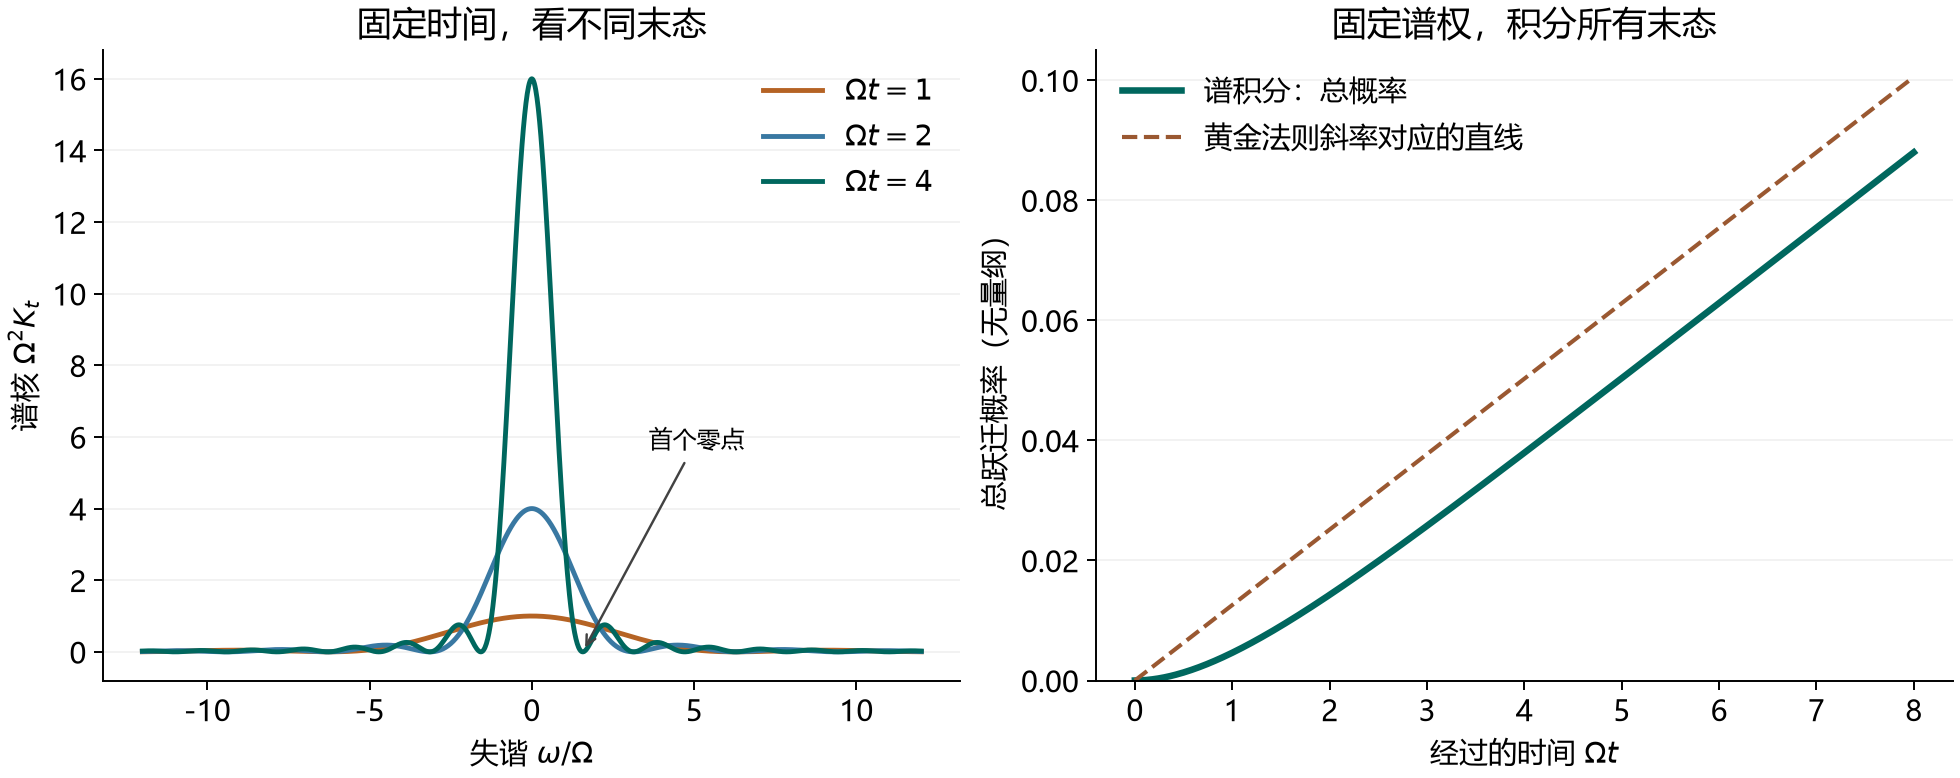 固定时间，看不同末态
谱核 Ω²Kₜ
16
14
12
10
8
6
4
2
0
Ωt = 1
Ωt = 2
Ωt = 4
首个零点
-10
-5
0
5
10
失谐 ω/Ω
固定谱权，积分所有末态
总跃迁概率（无量纲）
0.10
0.08
0.06
0.04
0.02
0.00
谱积分：总概率
黄金法则斜率对应的直线
0
1
2
3
4
5
6
7
8
经过的时间 Ωt